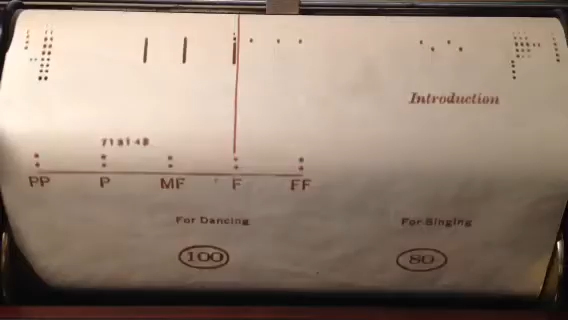 Introduction
713148
PP P MF F FF
For Dancing For Singing
100 80